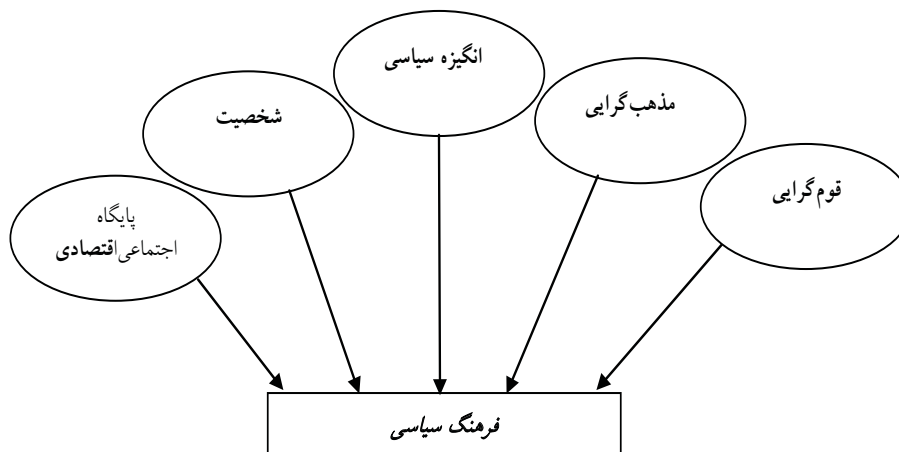 انگیزه سیاسی
مذهب‌گرایی
شخصیت
قوم‌گرایی
پایگاه
اجتماعی‌اقتصادی
فرهنگ سیاسی